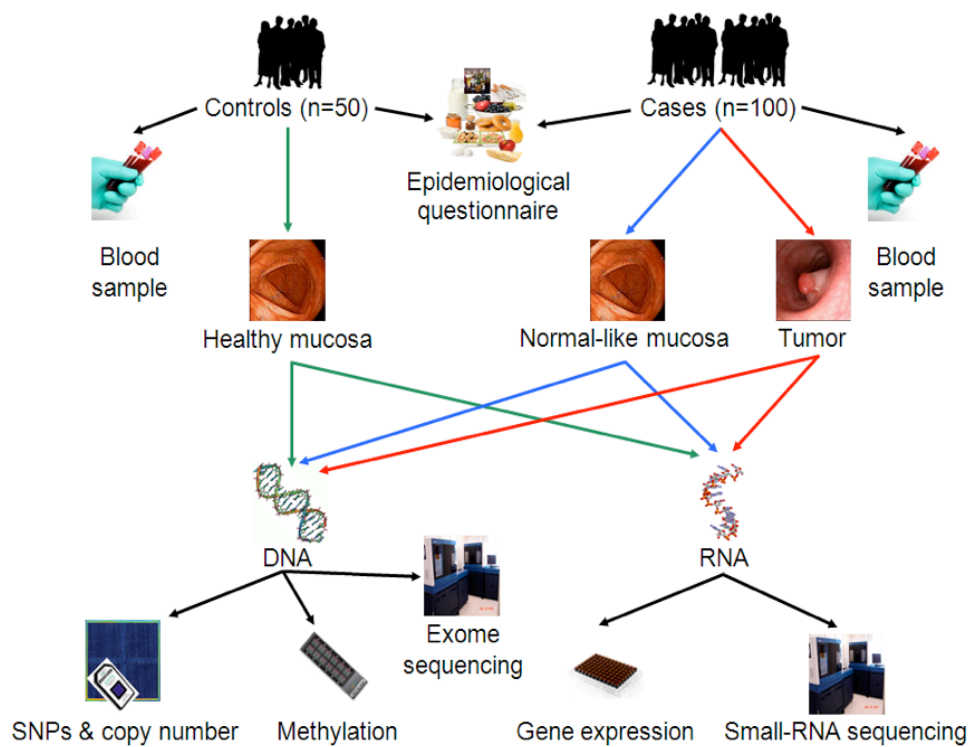 Controls (n=50)
Cases (n=100)
Epidemiological
questionnaire
Blood
sample
Blood
sample
Healthy mucosa
Normal-like mucosa
Tumor
DNA
RNA
Exome
sequencing
SNPs & copy number
Methylation
Gene expression
Small-RNA sequencing